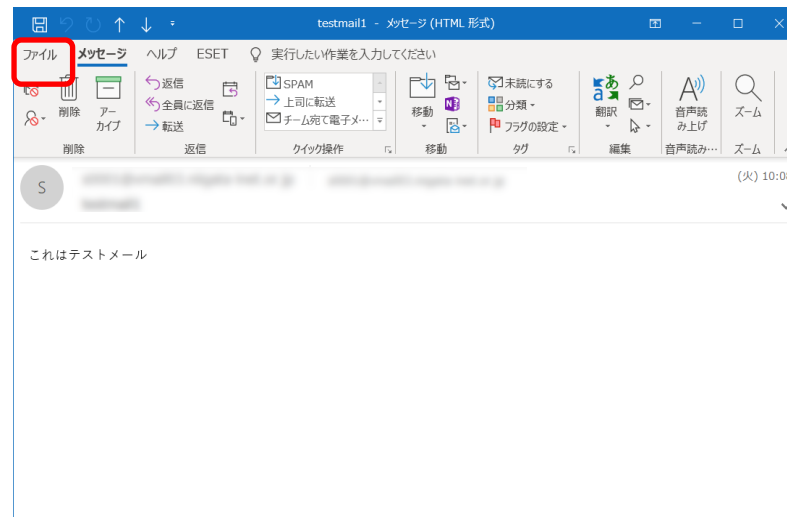 testmail1 - メッセージ (HTML 形式)
ファイル メッセージ ヘルプ ESET 実行したい作業を入力してください
削除 アー
カイブ
返信
全員に返信
転送
SPAM
上司に転送
チーム宛て電子メ…
移動
未読にする
分類
フラグの設定
翻訳
音声読
み上げ
ズーム
削除 返信 クイック操作 移動 タグ 編集 音声読み… ズーム
S
(火) 10:08
これはテストメール